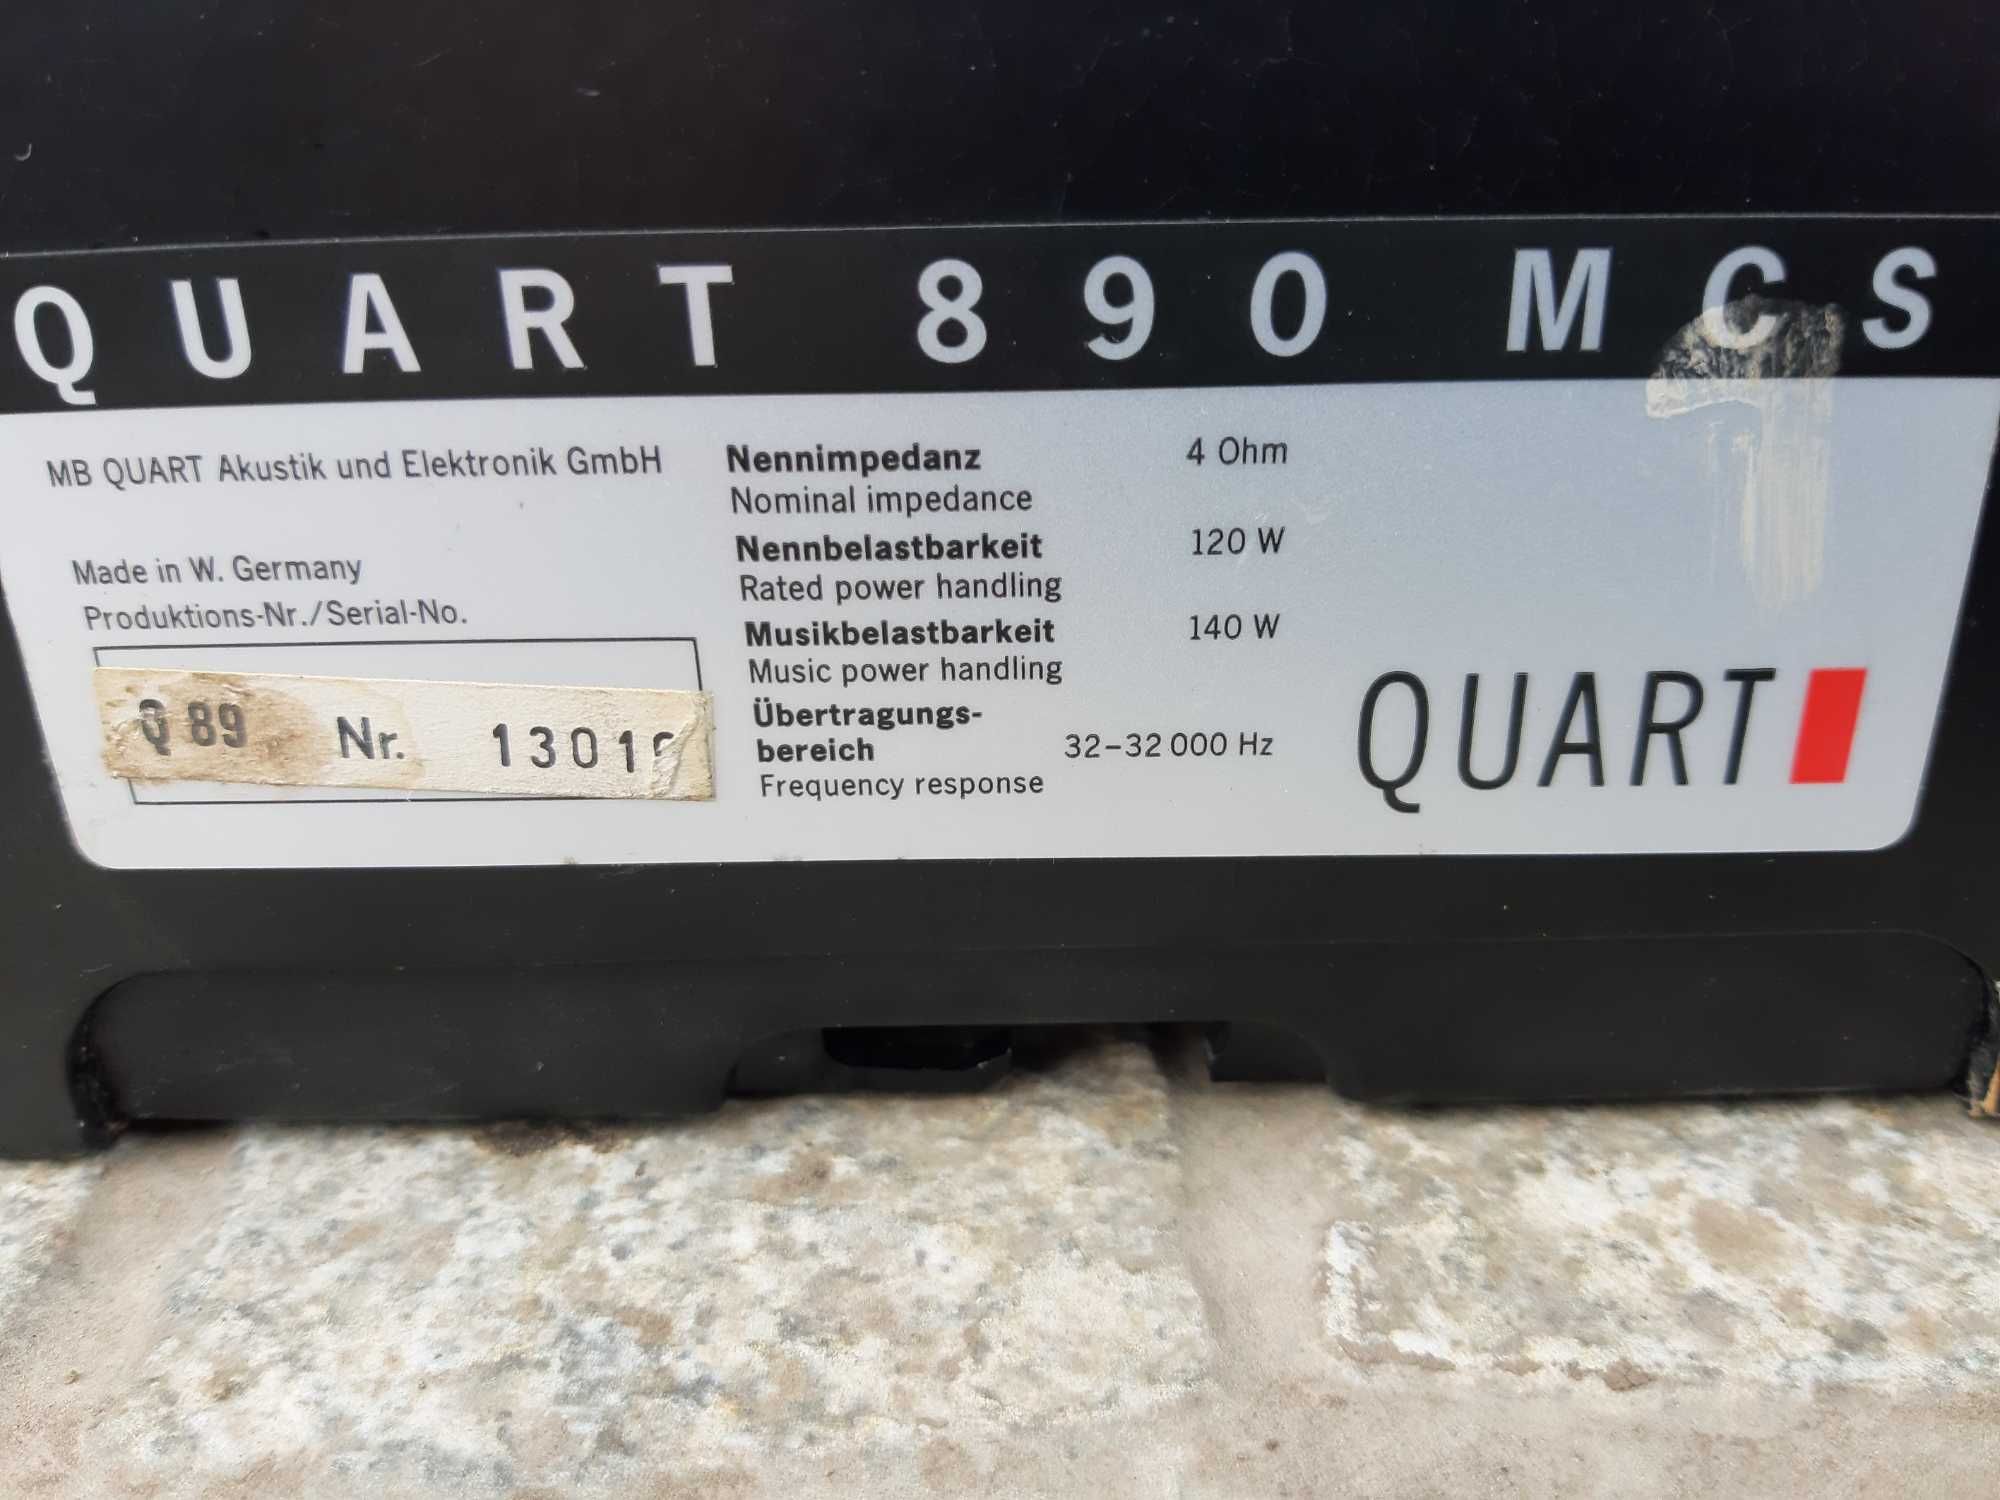 QUART 890 MCS
MB QUART Akustik und Elektronik GmbH
Made in W. Germany
Produktions-Nr./Serial-No.
Q 89 Nr.
Nennimpedanz 4 Ohm
Nominal impedance
Nennbelastbarkeit 120 W
Rated power handling
Musikbelastbarkeit 140 W
Music power handling
Übertragungs-
bereich 32–32 000 Hz
Frequency response
QUART